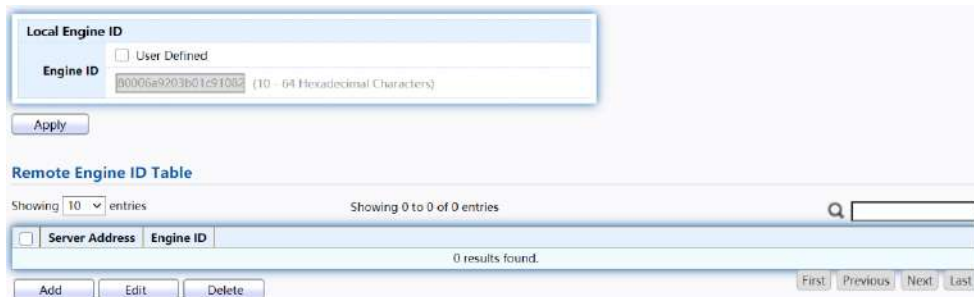 Local Engine ID
User Defined
Engine ID
80006a9203b01c91082 (10 - 64 Hexadecimal Characters)
Apply
Remote Engine ID Table
Showing 10 entries
Showing 0 to 0 of 0 entries
Server Address Engine ID
0 results found.
Add Edit Delete
First Previous Next Last